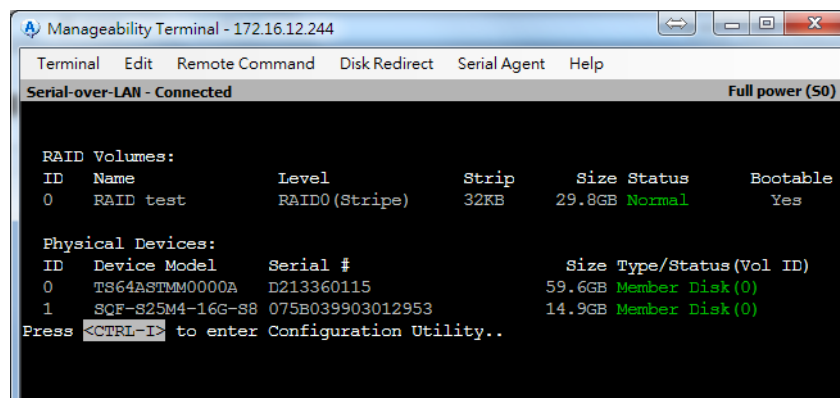 Manageability Terminal - 172.16.12.244
Terminal Edit Remote Command Disk Redirect Serial Agent Help
Serial-over-LAN - Connected Full power (S0)
RAID Volumes:
ID Name Level Strip Size Status Bootable
0 RAID test RAID0(Stripe) 32KB 29.8GB Normal Yes
Physical Devices:
ID Device Model Serial # Size Type/Status(Vol ID)
0 TS64ASTMM0000A D213360115 59.6GB Member Disk(0)
1 SQF-S25M4-16G-S8 075B039903012953 14.9GB Member Disk(0)
Press <CTRL-I> to enter Configuration Utility..